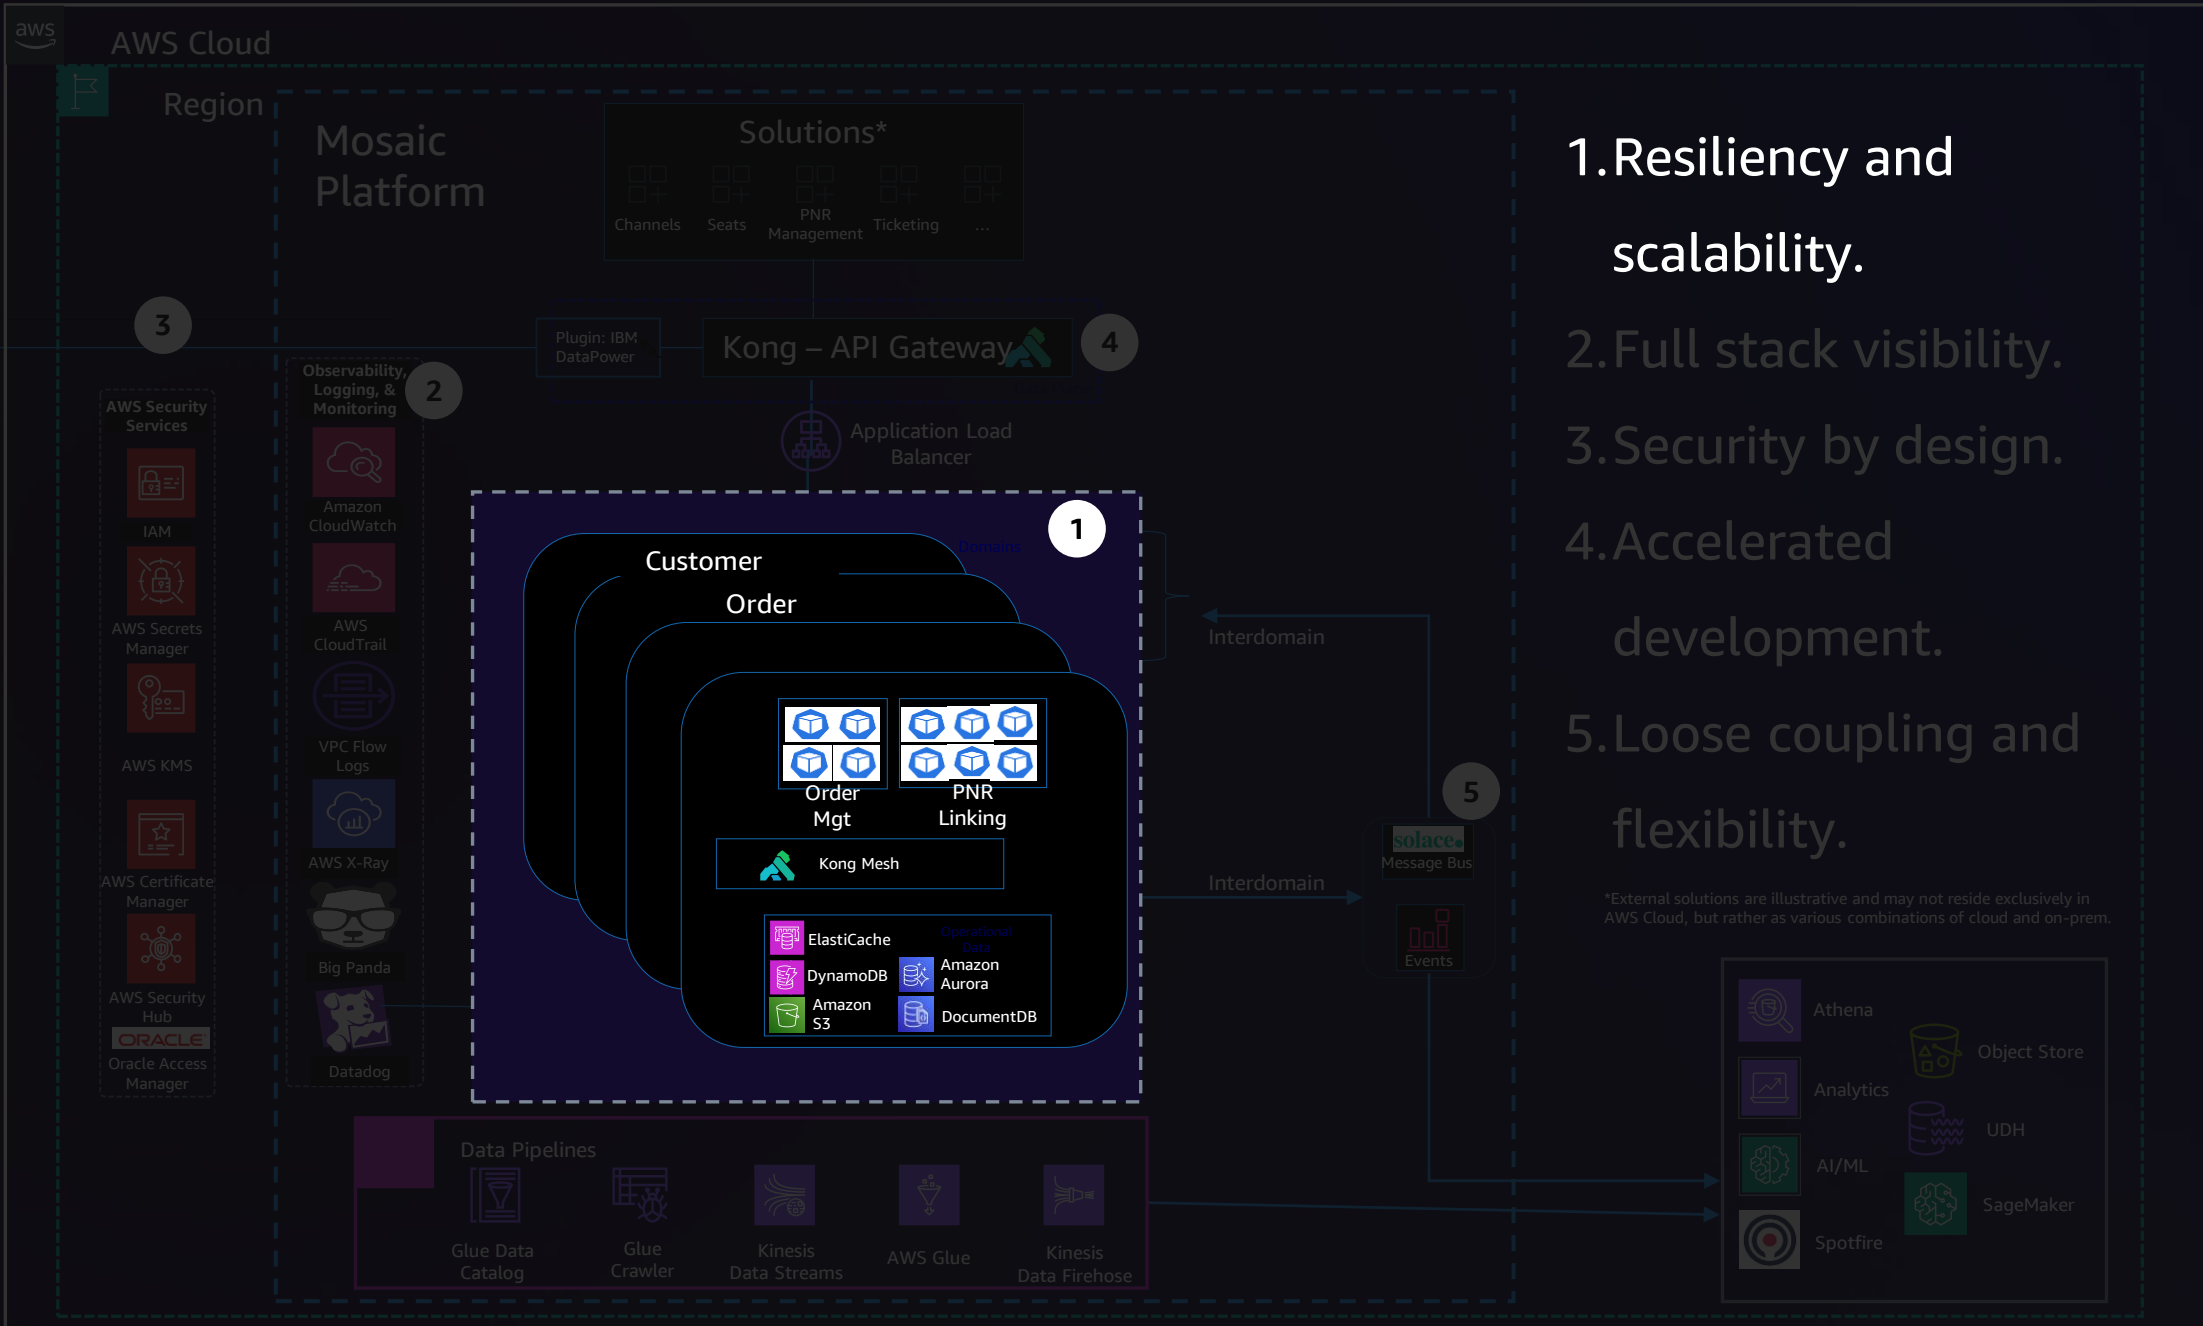 aws
AWS Cloud
Region
Mosaic
Platform
Solutions*
Channels
Seats
PNR
Management
Ticketing
...
3
Plugin: IBM
DataPower
Kong – API Gateway
4
Observability,
Logging, &
Monitoring
2
AWS Security
Services
IAM
AWS Secrets
Manager
AWS KMS
AWS Certificate
Manager
AWS Security
Hub
ORACLE
Oracle Access
Manager
Amazon
CloudWatch
AWS
CloudTrail
VPC Flow
Logs
AWS X-Ray
Big Panda
Datadog
Application Load
Balancer
1
Domains
Customer
Order
Order
Mgt
PNR
Linking
Kong Mesh
Operational
Data
ElastiCache
DynamoDB
Amazon
S3
Amazon
Aurora
DocumentDB
Interdomain
Interdomain
5
solace.
Message Bus
Events
Data Pipelines
Glue Data
Catalog
Glue
Crawler
Kinesis
Data Streams
AWS Glue
Kinesis
Data Firehose
1. Resiliency and
scalability.
2. Full stack visibility.
3. Security by design.
4. Accelerated
development.
5. Loose coupling and
flexibility.
*External solutions are illustrative and may not reside exclusively in
AWS Cloud, but rather as various combinations of cloud and on-prem.
Athena
Analytics
AI/ML
Spotfire
Object Store
UDH
SageMaker